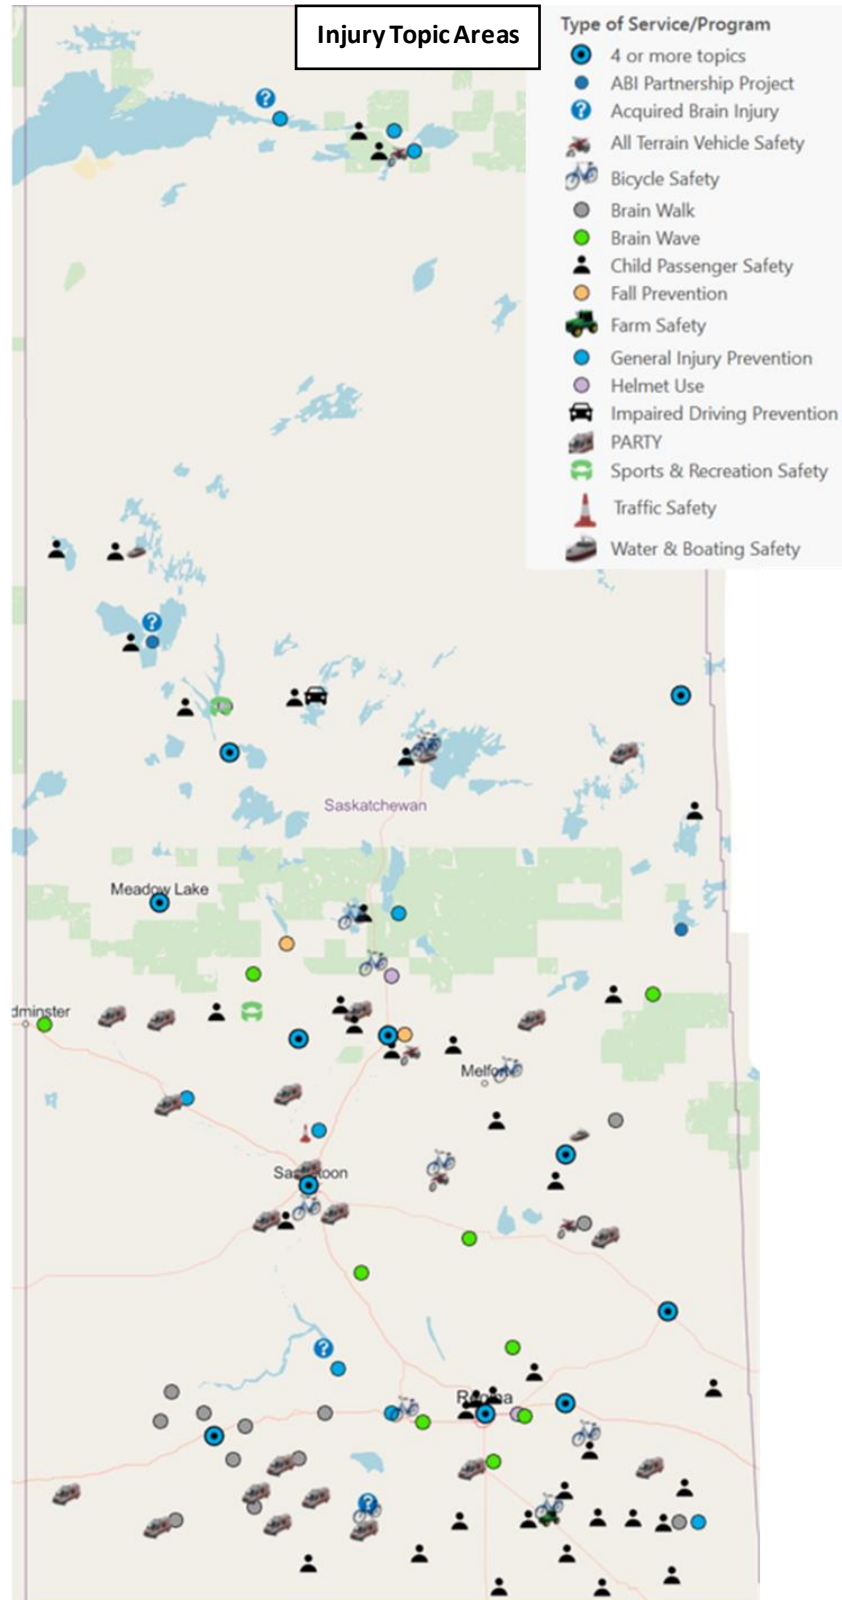 Injury Topic Areas
Type of Service/Program
4 or more topics
ABI Partnership Project
? Acquired Brain Injury
All Terrain Vehicle Safety
Bicycle Safety
Brain Walk
Brain Wave
Child Passenger Safety
Fall Prevention
Farm Safety
General Injury Prevention
Helmet Use
Impaired Driving Prevention
PARTY
Sports & Recreation Safety
Traffic Safety
Water & Boating Safety
?
?
Saskatchewan
Meadow Lake
dminster
?
?